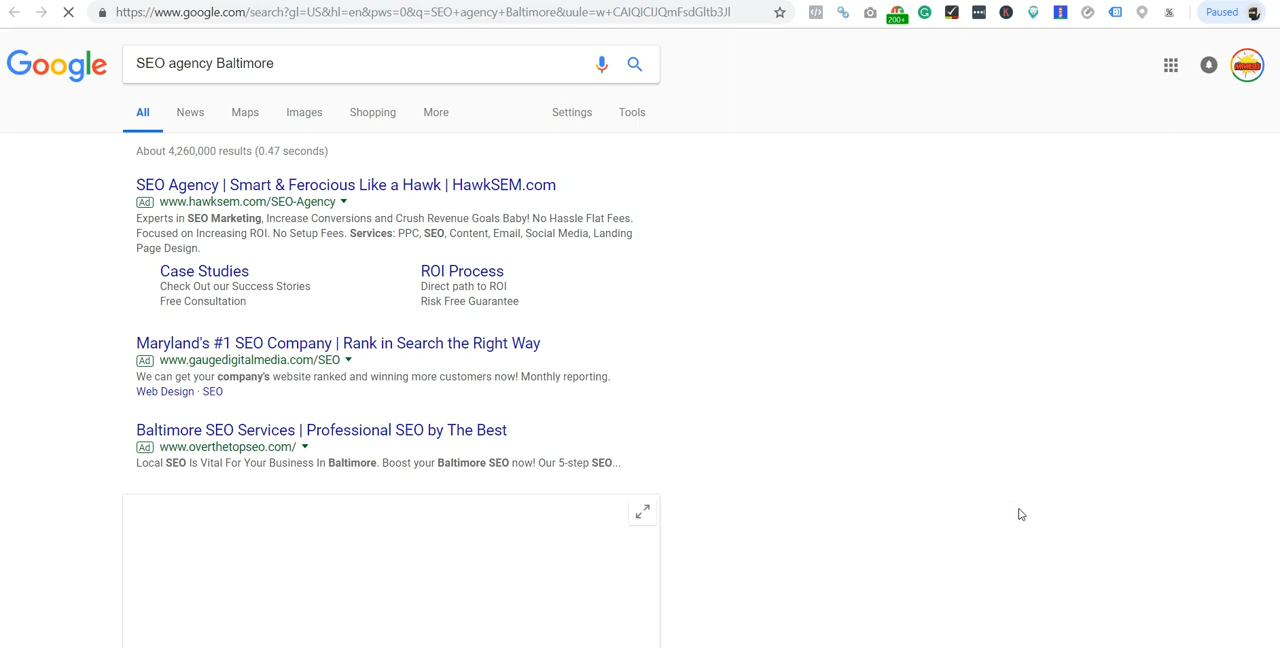 https://www.google.com/search?gl=US&hl=en&pws=0&q=SEO+agency+Baltimore&uule=w+CAIQICIJQmFsdGltb3Jl
200+
Paused
Google
SEO agency Baltimore
All News Maps Images Shopping More Settings Tools
About 4,260,000 results (0.47 seconds)
SEO Agency | Smart & Ferocious Like a Hawk | HawkSEM.com
Ad www.hawksem.com/SEO-Agency
Experts in SEO Marketing, Increase Conversions and Crush Revenue Goals Baby! No Hassle Flat Fees.
Focused on Increasing ROI. No Setup Fees. Services: PPC, SEO, Content, Email, Social Media, Landing
Page Design.
Case Studies ROI Process
Check Out our Success Stories Direct path to ROI
Free Consultation Risk Free Guarantee
Maryland's #1 SEO Company | Rank in Search the Right Way
Ad www.gaugedigitalmedia.com/SEO
We can get your company's website ranked and winning more customers now! Monthly reporting.
Web Design · SEO
Baltimore SEO Services | Professional SEO by The Best
Ad www.overthetopseo.com/
Local SEO Is Vital For Your Business In Baltimore. Boost your Baltimore SEO now! Our 5-step SEO...